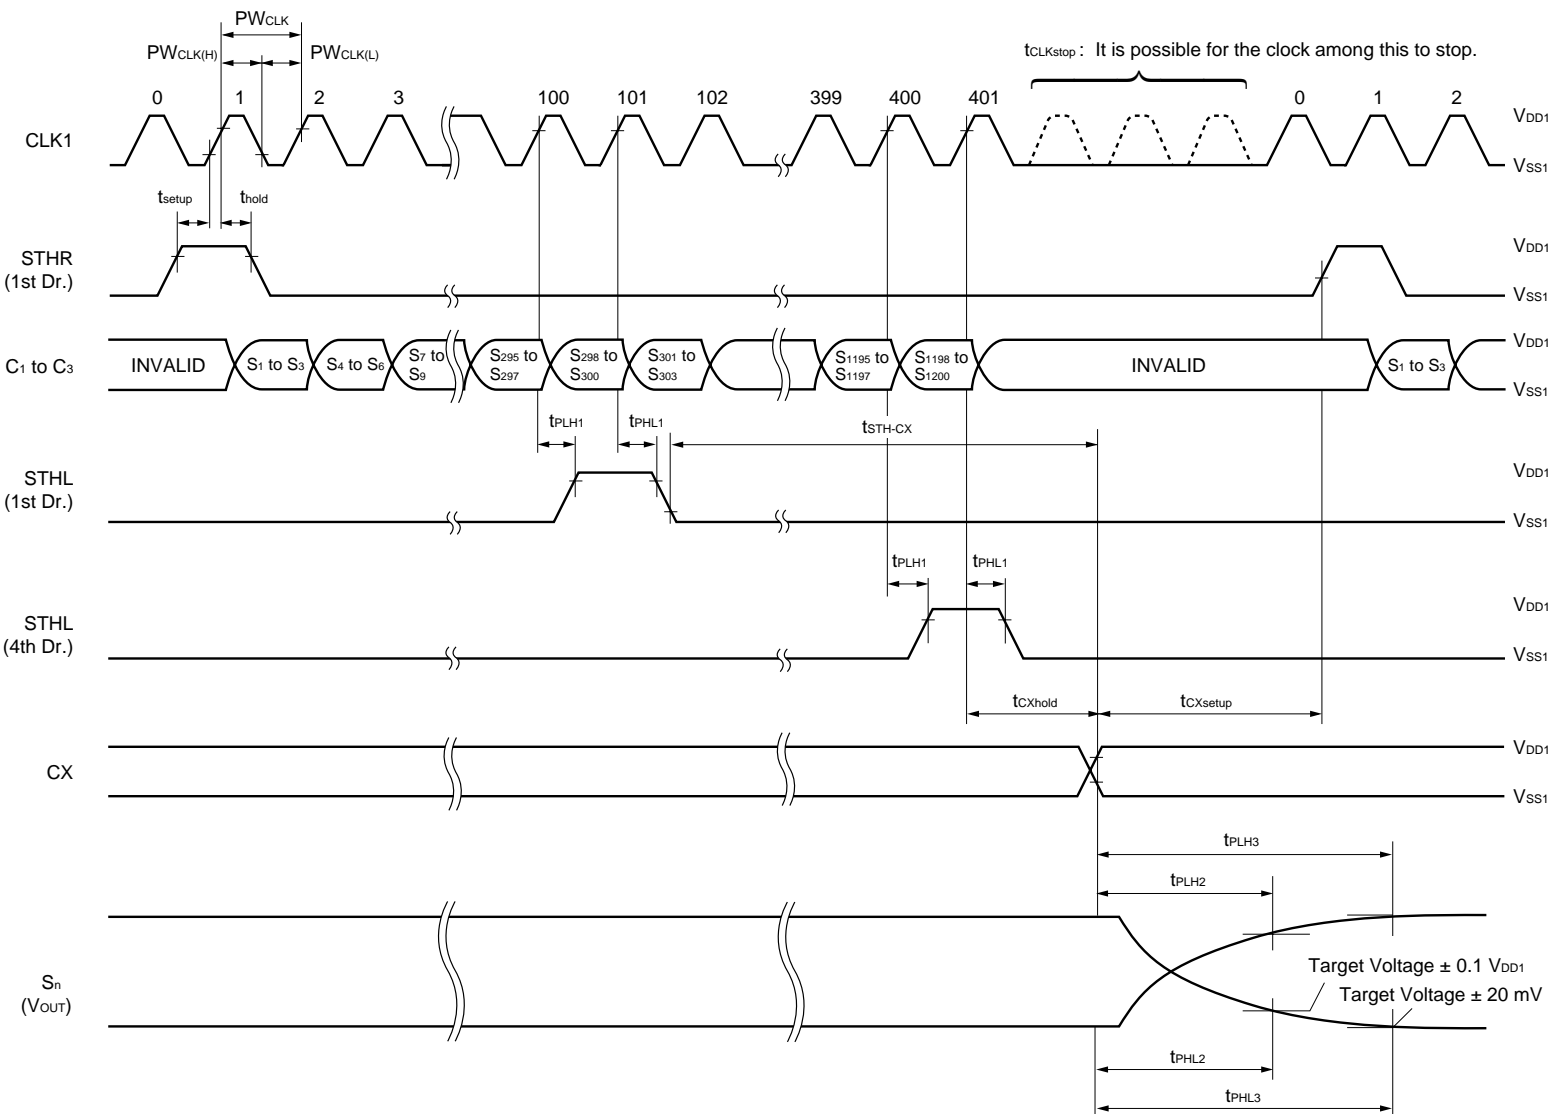 PWCLK
PWCLK(H) PWCLK(L)
tCLKstop : It is possible for the clock among this to stop.
0 1 2 3 100 101 102 399 400 401 0 1 2
CLK1
VDD1
VSS1
tsetup thold
STHR
(1st Dr.)
VDD1
VSS1
C1 to C3
INVALID
S1 to S3
S4 to S6
S7 to
S9
S295 to
S297
S298 to
S300
S301 to
S303
S1195 to
S1197
S1198 to
S1200
INVALID
S1 to S3
VDD1
VSS1
tPLH1 tPHL1 tSTH-CX
STHL
(1st Dr.)
VDD1
VSS1
tPLH1 tPHL1
STHL
(4th Dr.)
VDD1
VSS1
tCXhold tCXsetup
CX
VDD1
VSS1
tPLH3
tPLH2
Sn
(VOUT)
Target Voltage ± 0.1 VDD1
Target Voltage ± 20 mV
tPHL2
tPHL3